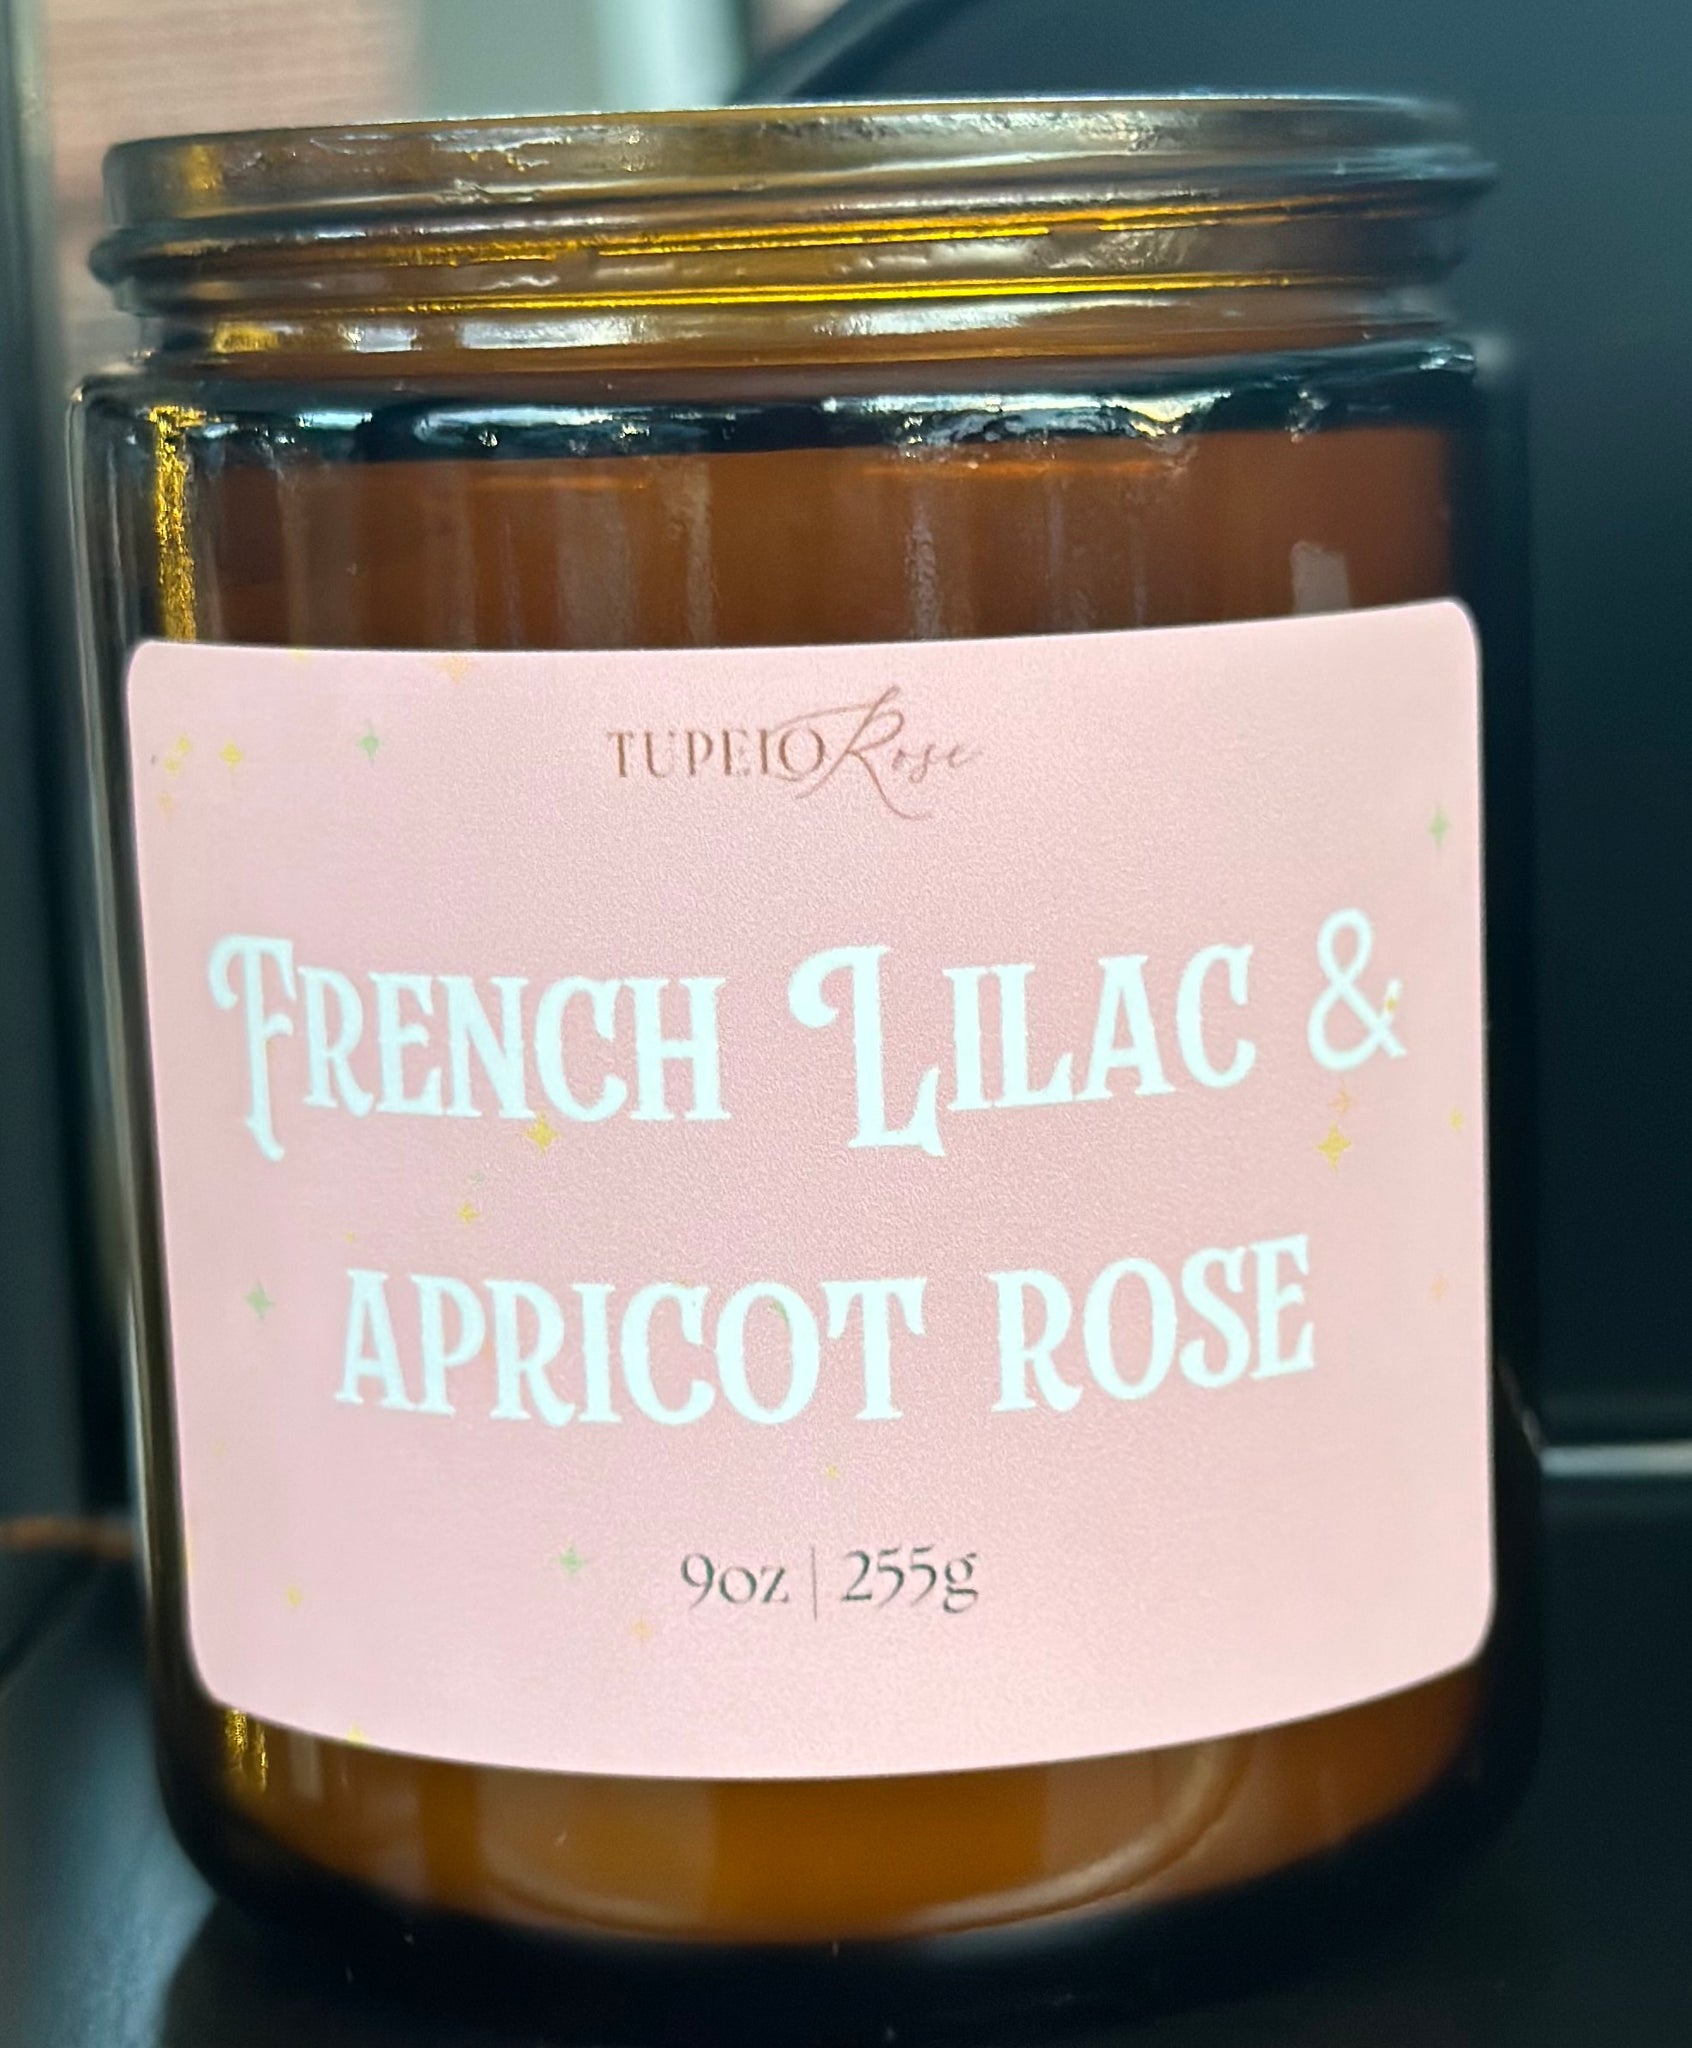 TUPELO Rose
FRENCH LILAC &
APRICOT ROSE
9oz | 255g